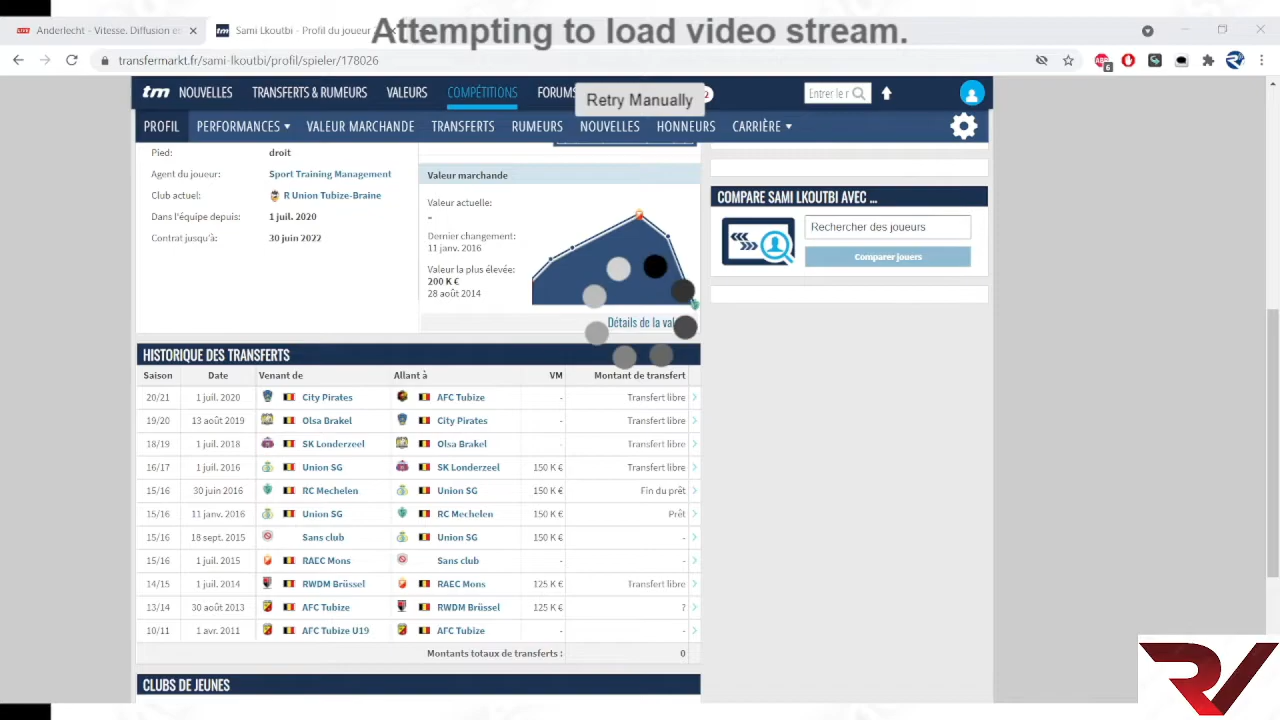 Anderlecht - Vitesse. Diffusion e
Sami Lkoutbi - Profil du joueur
Attempting to load video stream.
transfermarkt.fr/sami-lkoutbi/profil/spieler/178026
6
tm NOUVELLES TRANSFERTS & RUMEURS VALEURS COMPÉTITIONS FORUMS 2 Entrer le r
Retry Manually
PROFIL PERFORMANCES VALEUR MARCHANDE TRANSFERTS RUMEURS NOUVELLES HONNEURS CARRIÈRE
Pied: droit
Agent du joueur: Sport Training Management
Club actuel: R Union Tubize-Braine
Dans l'équipe depuis: 1 juil. 2020
Contrat jusqu'à: 30 juin 2022
Valeur marchande
Valeur actuelle:
-
Dernier changement:
11 janv. 2016
Valeur la plus élevée:
200 K €
28 août 2014
Détails de la val
COMPARE SAMI LKOUTBI AVEC ...
Rechercher des joueurs
Comparer jouers
HISTORIQUE DES TRANSFERTS
Saison Date Venant de Allant à VM Montant de transfert
20/21 1 juil. 2020 City Pirates AFC Tubize - Transfert libre
19/20 13 août 2019 Olsa Brakel City Pirates - Transfert libre
18/19 1 juil. 2018 SK Londerzeel Olsa Brakel - Transfert libre
16/17 1 juil. 2016 Union SG SK Londerzeel 150 K € Transfert libre
15/16 30 juin 2016 RC Mechelen Union SG 150 K € Fin du prêt
15/16 11 janv. 2016 Union SG RC Mechelen 150 K € Prêt
15/16 18 sept. 2015 Sans club Union SG 150 K € -
15/16 1 juil. 2015 RAEC Mons Sans club - -
14/15 1 juil. 2014 RWDM Brüssel RAEC Mons 125 K € Transfert libre
13/14 30 août 2013 AFC Tubize RWDM Brüssel 125 K € ?
10/11 1 avr. 2011 AFC Tubize U19 AFC Tubize - -
Montants totaux de transferts : 0
CLUBS DE JEUNES
RV